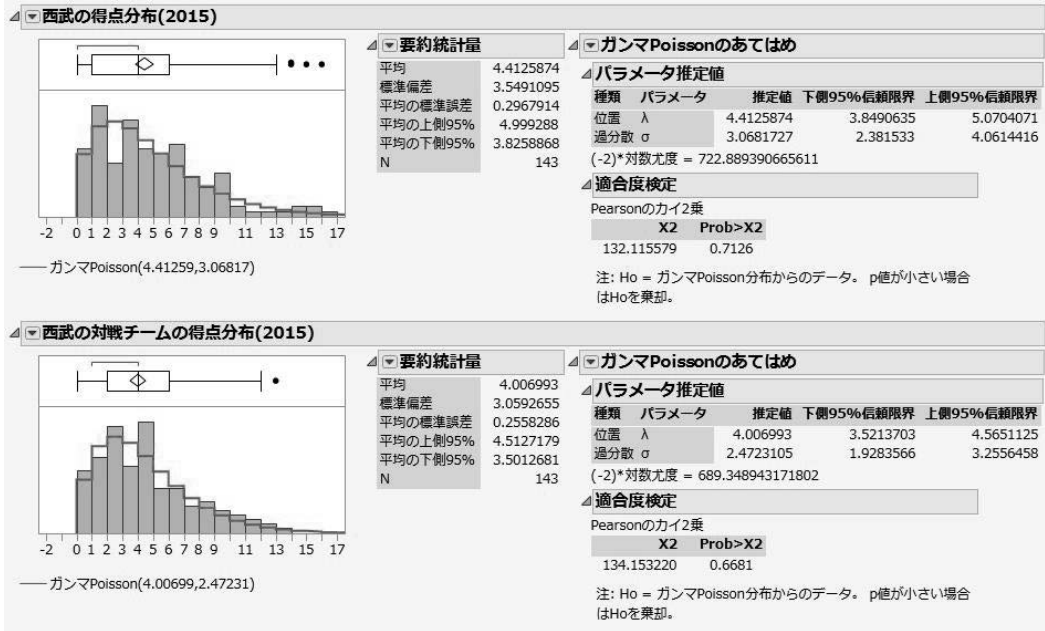 西武の得点分布(2015)
-2 0 1 2 3 4 5 6 7 8 9 11 13 15 17
ガンマPoisson(4.41259,3.06817)
要約統計量
平均 4.4125874
標準偏差 3.5491095
平均の標準誤差 0.2967914
平均の上側95% 4.999288
平均の下側95% 3.8258868
N 143
ガンマPoissonのあてはめ
パラメータ推定値
種類 パラメータ 推定値 下側95%信頼限界 上側95%信頼限界
位置 λ 4.4125874 3.8490635 5.0704071
過分散 σ 3.0681727 2.381533 4.0614416
(-2)*対数尤度 = 722.889390665611
適合度検定
Pearsonのカイ2乗
X2 Prob>X2
132.115579 0.7126
注: Ho = ガンマPoisson分布からのデータ。 p値が小さい場合
はHoを棄却。
西武の対戦チームの得点分布(2015)
-2 0 1 2 3 4 5 6 7 8 9 11 13 15 17
ガンマPoisson(4.00699,2.47231)
要約統計量
平均 4.006993
標準偏差 3.0592655
平均の標準誤差 0.2558286
平均の上側95% 4.5127179
平均の下側95% 3.5012681
N 143
ガンマPoissonのあてはめ
パラメータ推定値
種類 パラメータ 推定値 下側95%信頼限界 上側95%信頼限界
位置 λ 4.006993 3.5213703 4.5651125
過分散 σ 2.4723105 1.9283566 3.2556458
(-2)*対数尤度 = 689.348943171802
適合度検定
Pearsonのカイ2乗
X2 Prob>X2
134.153220 0.6681
注: Ho = ガンマPoisson分布からのデータ。 p値が小さい場合
はHoを棄却。